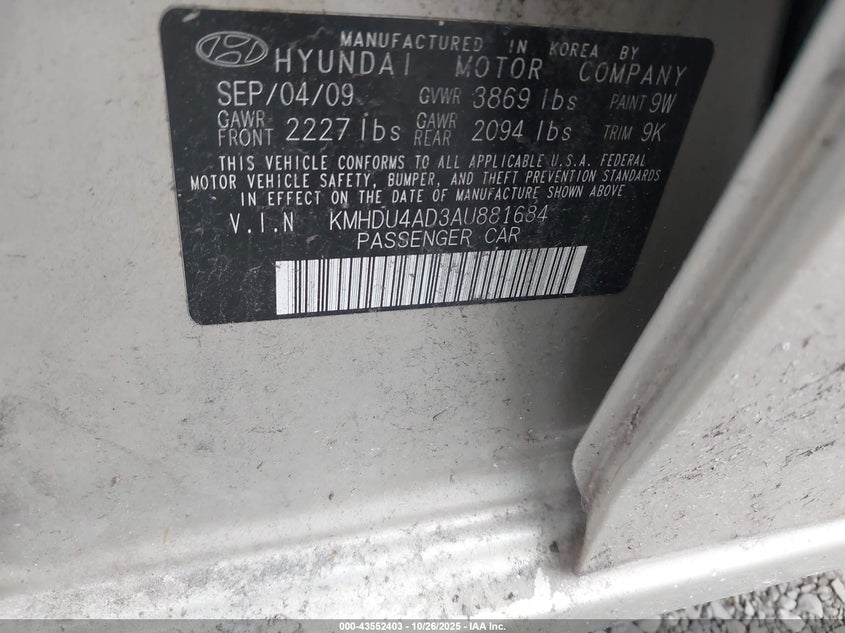 MANUFACTURED IN KOREA BY
HYUNDAI MOTOR COMPANY
SEP/04/09 GVWR 3869 lbs PAINT 9W
GAWR FRONT 2227 lbs GAWR REAR 2094 lbs TRIM 9K
THIS VEHICLE CONFORMS TO ALL APPLICABLE U.S.A. FEDERAL
MOTOR VEHICLE SAFETY, BUMPER, AND THEFT PREVENTION STANDARDS
IN EFFECT ON THE DATE OF MANUFACTURE SHOWN ABOVE
V.I.N KMHDU4AD3AU881684
PASSENGER CAR
000-43552403 - 10/26/2025 - IAA Inc.